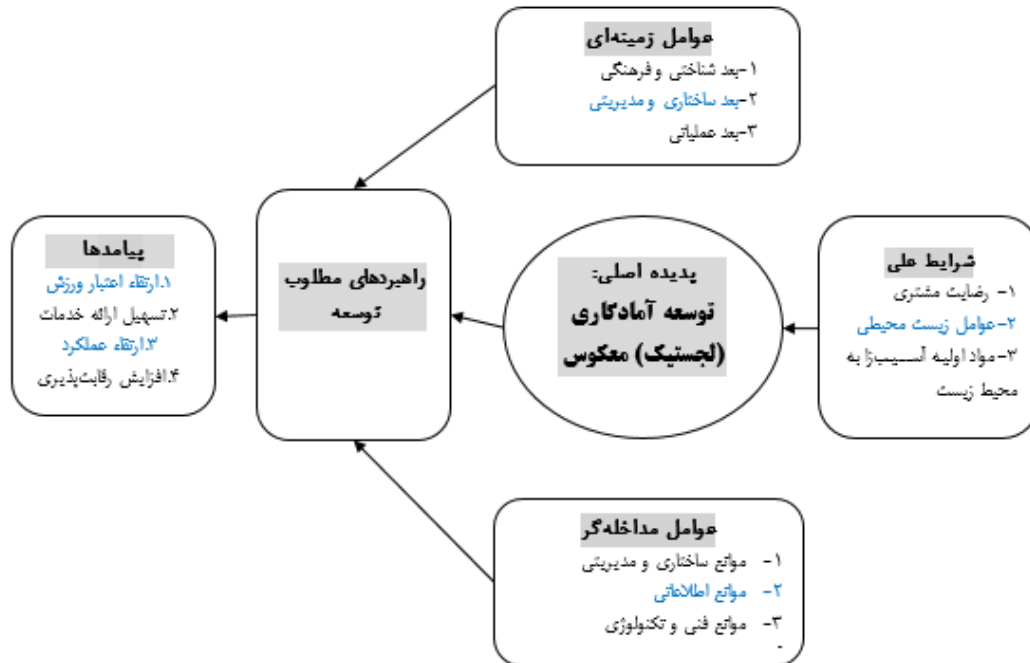 عوامل زمینه‌ای
۱-بعد شناختی و فرهنگی
۲-بعد ساختاری و مدیریتی
۳-بعد عملیاتی
شرایط علی
۱- رضایت مشتری
۲-عوامل زیست محیطی
۳-مواد اولیه آسـیب‌زا به
محیط زیست
پدیده اصلی:
توسعه آمادکاری
(لجستیک) معکوس
راهبردهای مطلوب
توسعه
پیامدها
۱.ارتقاء اعتبار ورزش
۲.تسهیل ارائه خدمات
۳.ارتقاء عملکرد
۴.افزایش رقابت‌پذیری
عوامل مداخله‌گر
۱- موانع ساختاری و مدیریتی
۲- موانع اطلاعاتی
۳- موانع فنی و تکنولوژی
-